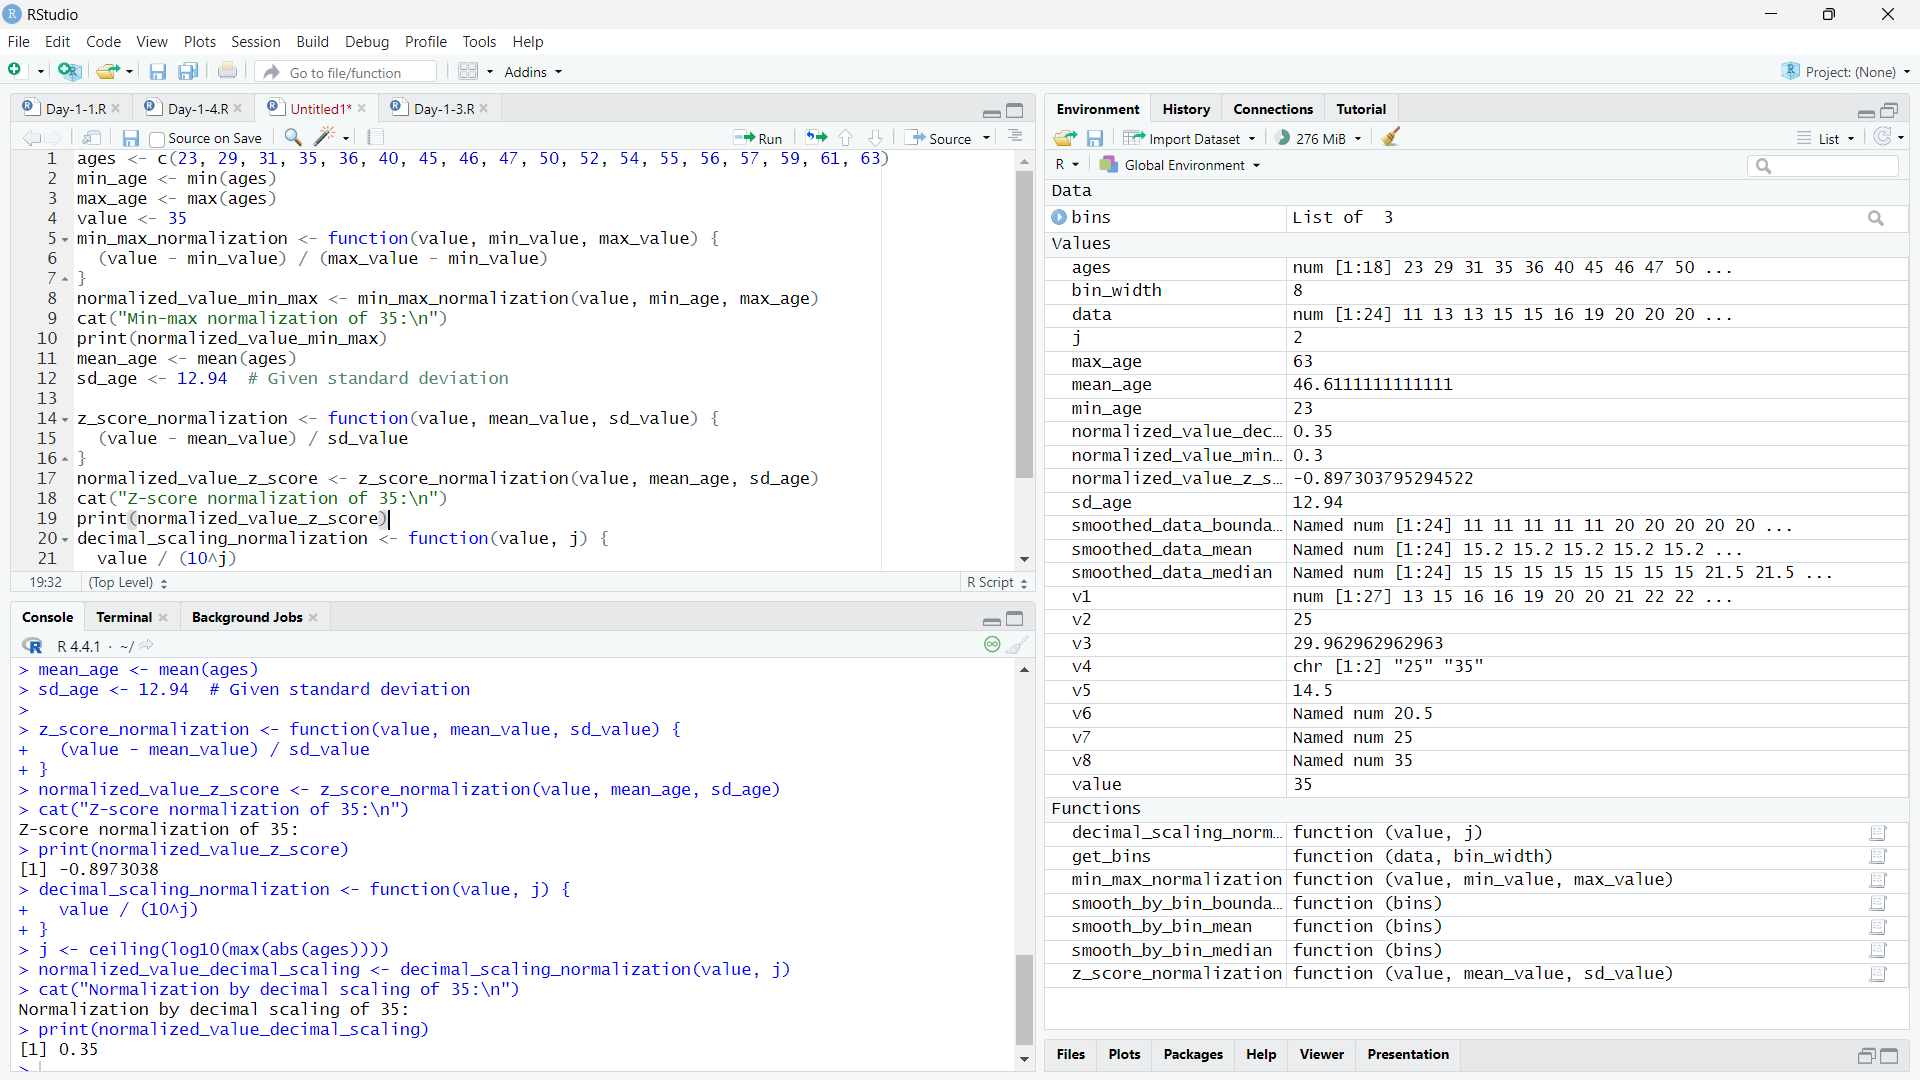 RStudio
File Edit Code View Plots Session Build Debug Profile Tools Help
Go to file/function Addins Project: (None)
Day-1-1.R Day-1-4.R Untitled1* Day-1-3.R
Source on Save Run Source
1 ages <- c(23, 29, 31, 35, 36, 40, 45, 46, 47, 50, 52, 54, 55, 56, 57, 59, 61, 63)
2 min_age <- min(ages)
3 max_age <- max(ages)
4 value <- 35
5 min_max_normalization <- function(value, min_value, max_value) {
6   (value - min_value) / (max_value - min_value)
7 }
8 normalized_value_min_max <- min_max_normalization(value, min_age, max_age)
9 cat("Min-max normalization of 35:\n")
10 print(normalized_value_min_max)
11 mean_age <- mean(ages)
12 sd_age <- 12.94  # Given standard deviation
13
14 z_score_normalization <- function(value, mean_value, sd_value) {
15   (value - mean_value) / sd_value
16 }
17 normalized_value_z_score <- z_score_normalization(value, mean_age, sd_age)
18 cat("Z-score normalization of 35:\n")
19 print(normalized_value_z_score)
20 decimal_scaling_normalization <- function(value, j) {
21   value / (10^j)
19:32 (Top Level) R Script
Console Terminal Background Jobs
R 4.4.1 · ~/
> mean_age <- mean(ages)
> sd_age <- 12.94  # Given standard deviation
>
> z_score_normalization <- function(value, mean_value, sd_value) {
+   (value - mean_value) / sd_value
+ }
> normalized_value_z_score <- z_score_normalization(value, mean_age, sd_age)
> cat("Z-score normalization of 35:\n")
Z-score normalization of 35:
> print(normalized_value_z_score)
[1] -0.8973038
> decimal_scaling_normalization <- function(value, j) {
+   value / (10^j)
+ }
> j <- ceiling(log10(max(abs(ages))))
> normalized_value_decimal_scaling <- decimal_scaling_normalization(value, j)
> cat("Normalization by decimal scaling of 35:\n")
Normalization by decimal scaling of 35:
> print(normalized_value_decimal_scaling)
[1] 0.35
>
Environment History Connections Tutorial
Import Dataset 276 MiB List
R Global Environment
Data
bins List of 3
Values
ages num [1:18] 23 29 31 35 36 40 45 46 47 50 ...
bin_width 8
data num [1:24] 11 13 13 15 15 16 19 20 20 20 ...
j 2
max_age 63
mean_age 46.6111111111111
min_age 23
normalized_value_dec... 0.35
normalized_value_min... 0.3
normalized_value_z_s... -0.897303795294522
sd_age 12.94
smoothed_data_bounda... Named num [1:24] 11 11 11 11 11 20 20 20 20 20 ...
smoothed_data_mean Named num [1:24] 15.2 15.2 15.2 15.2 15.2 ...
smoothed_data_median Named num [1:24] 15 15 15 15 15 15 15 15 21.5 21.5 ...
v1 num [1:27] 13 15 16 16 19 20 20 21 22 22 ...
v2 25
v3 29.962962962963
v4 chr [1:2] "25" "35"
v5 14.5
v6 Named num 20.5
v7 Named num 25
v8 Named num 35
value 35
Functions
decimal_scaling_norm... function (value, j)
get_bins function (data, bin_width)
min_max_normalization function (value, min_value, max_value)
smooth_by_bin_bounda... function (bins)
smooth_by_bin_mean function (bins)
smooth_by_bin_median function (bins)
z_score_normalization function (value, mean_value, sd_value)
Files Plots Packages Help Viewer Presentation